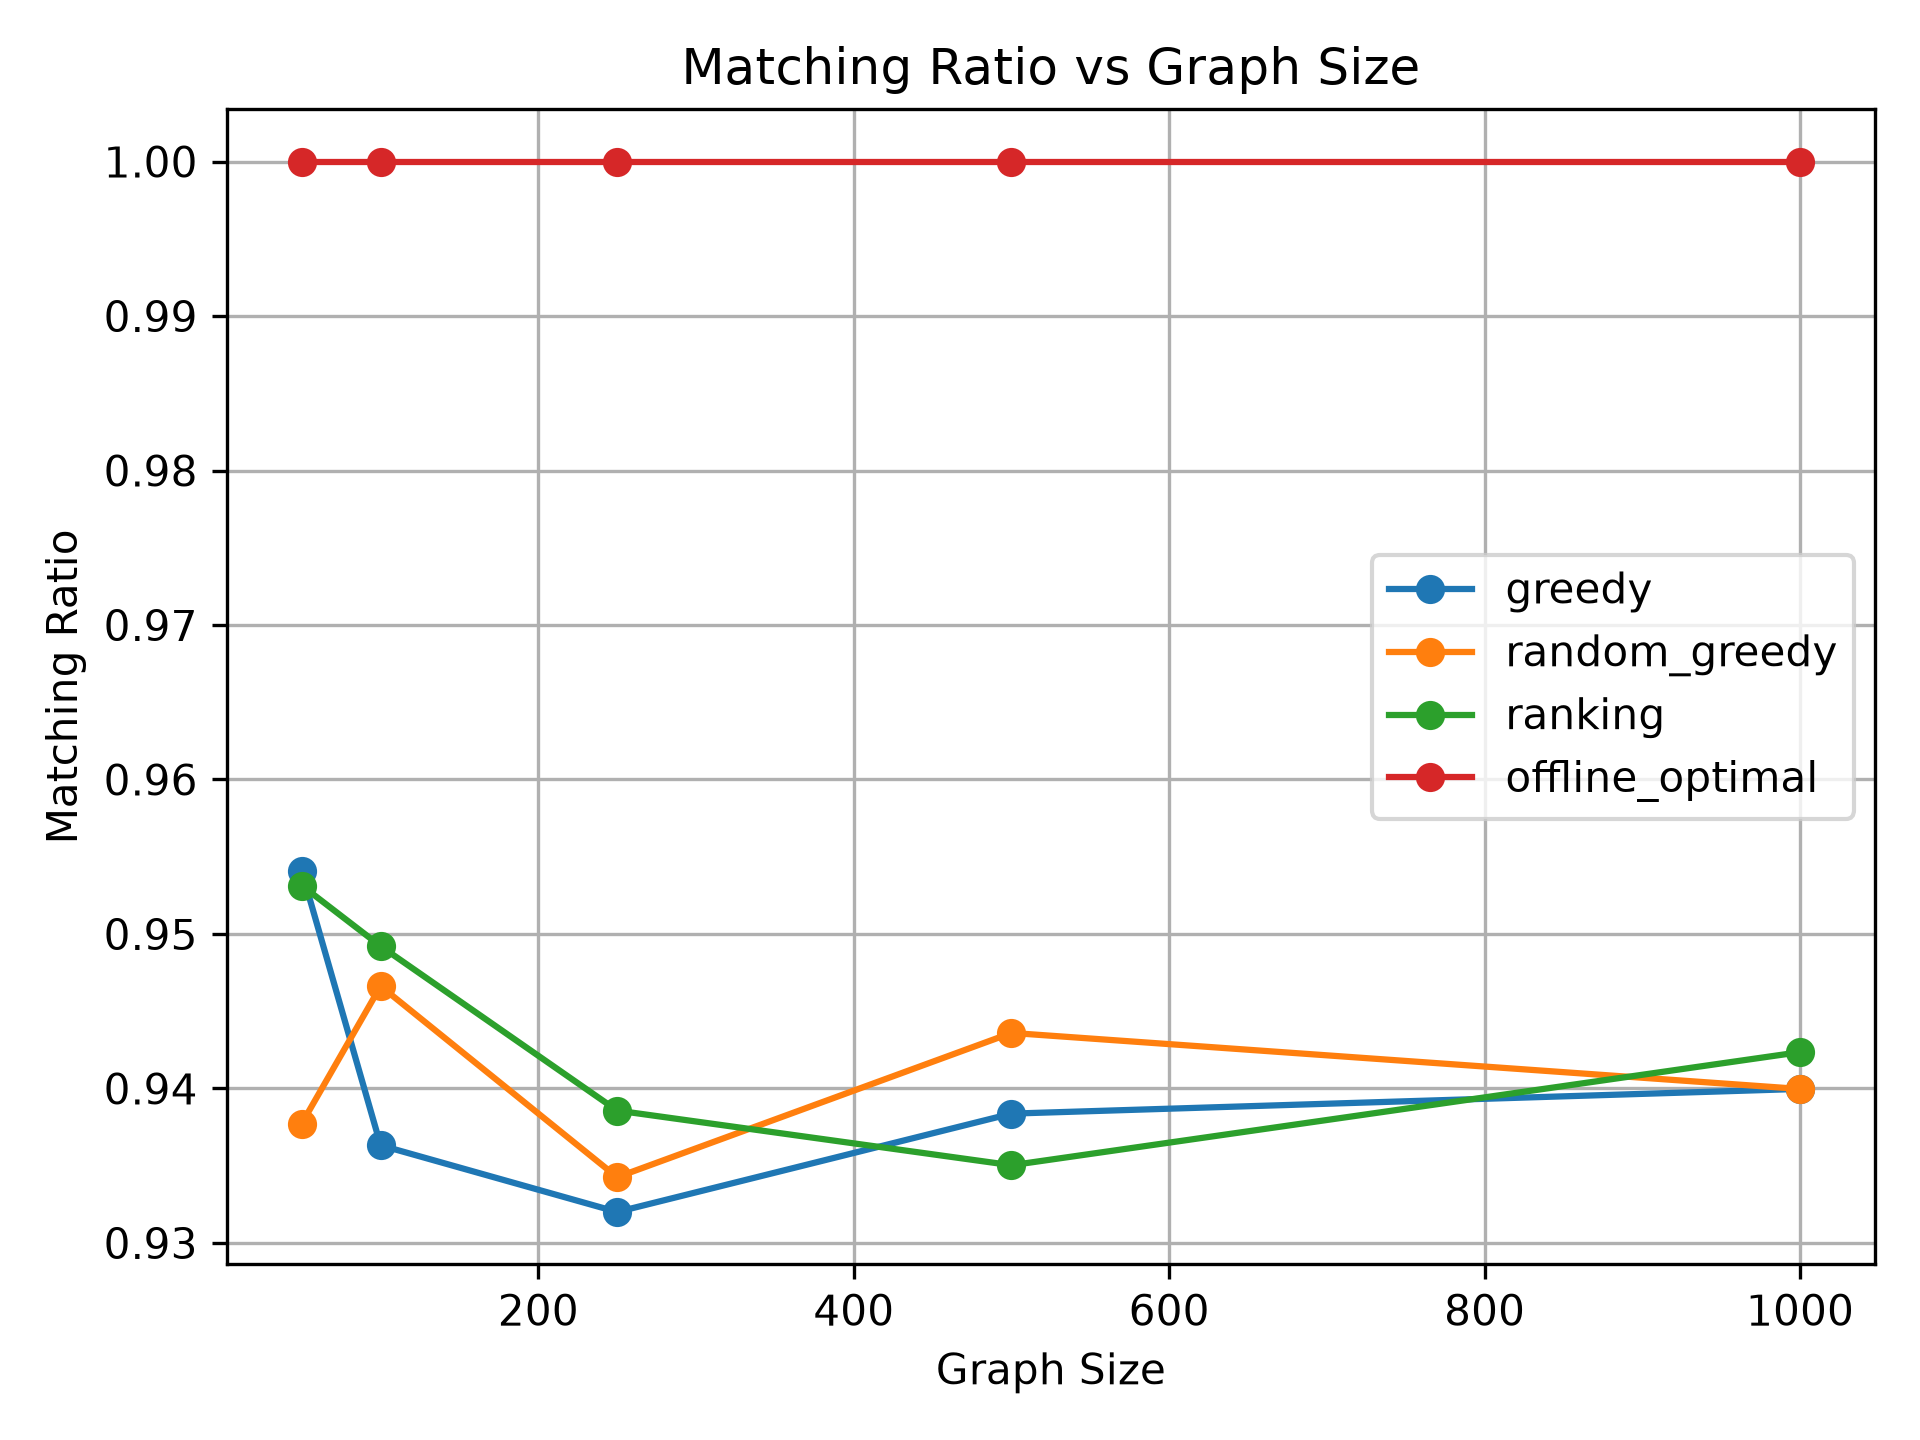 Matching Ratio vs Graph Size
Matching Ratio
1.00
0.99
0.98
0.97
0.96
0.95
0.94
0.93
greedy
random_greedy
ranking
offline_optimal
200 400 600 800 1000
Graph Size